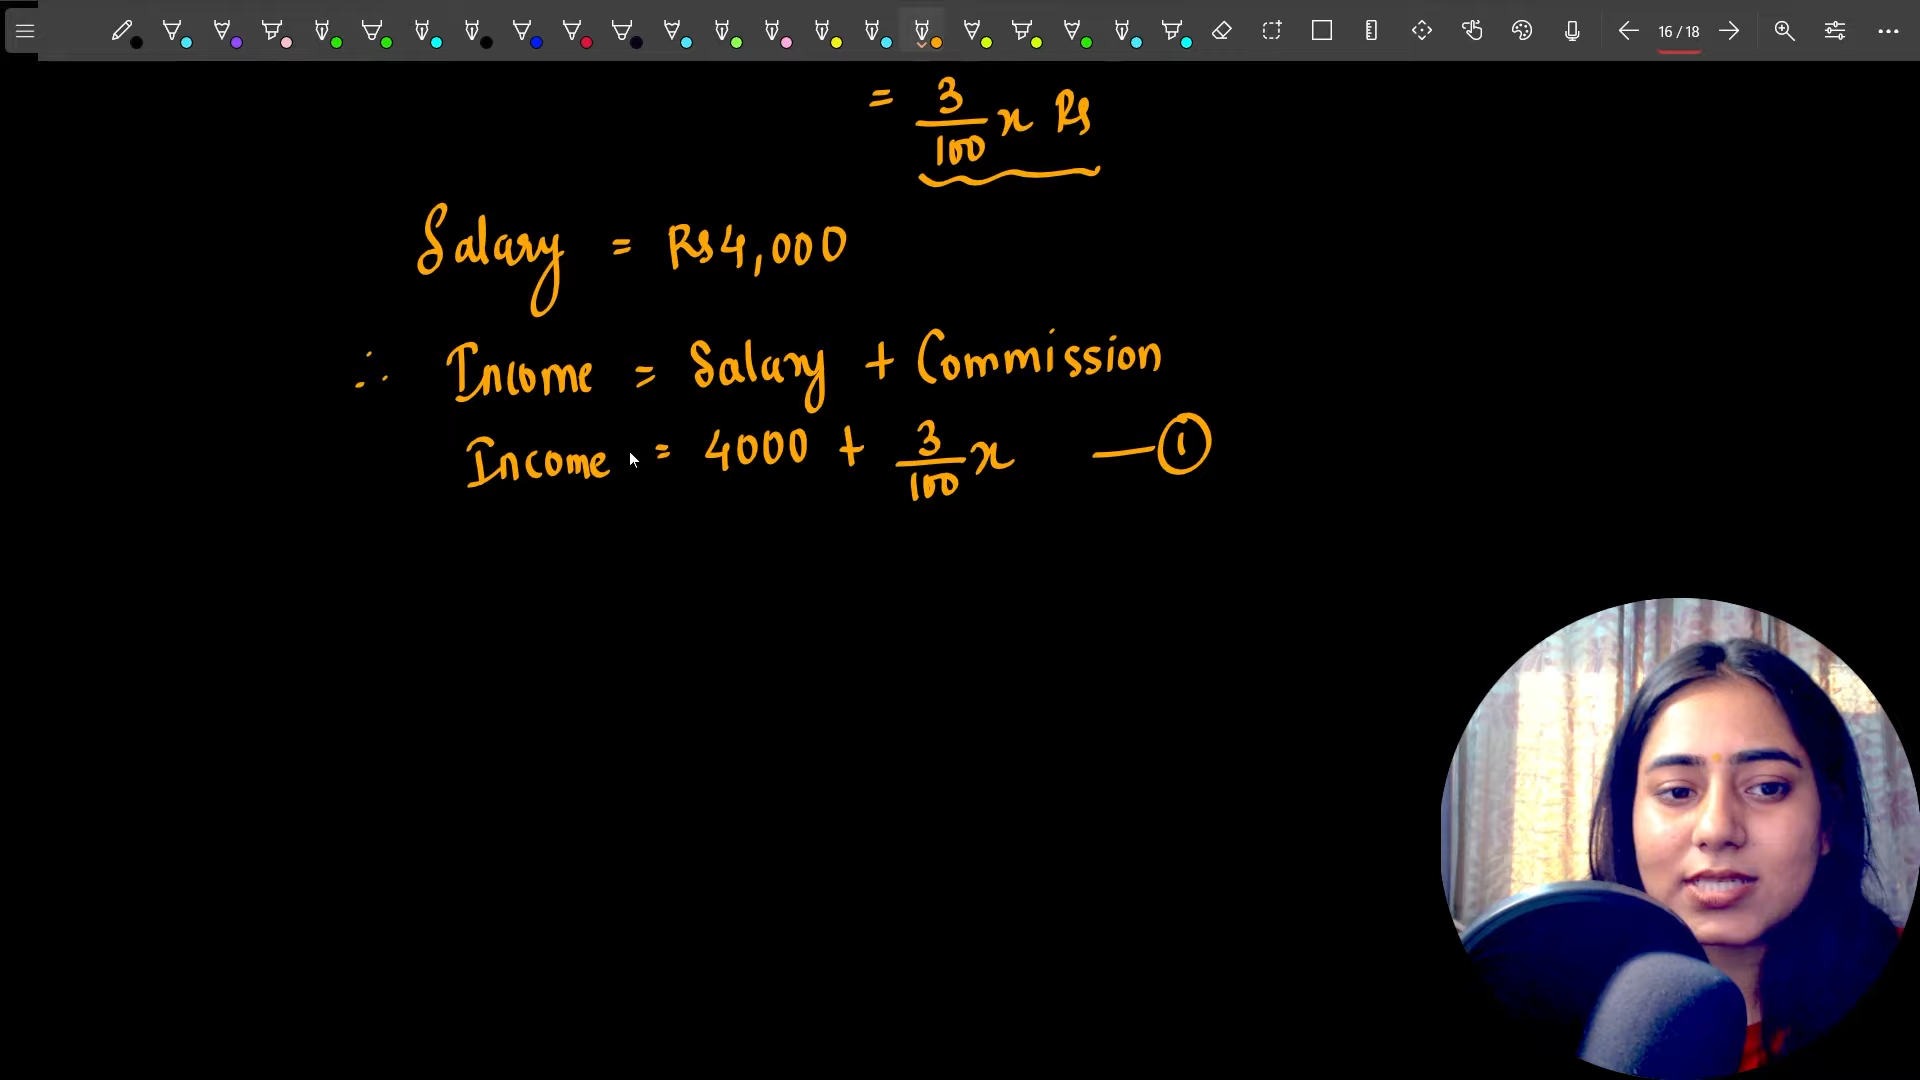 16 / 18
= 3/100 x Rs
Salary = Rs 4,000
∴ Income = Salary + Commission
Income = 4000 + 3/100 x — ①